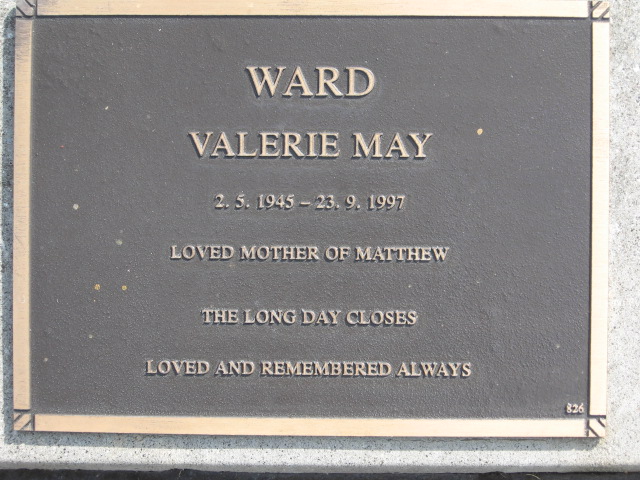 WARD
VALERIE MAY
2. 5. 1945 – 23. 9. 1997
LOVED MOTHER OF MATTHEW
THE LONG DAY CLOSES
LOVED AND REMEMBERED ALWAYS
826